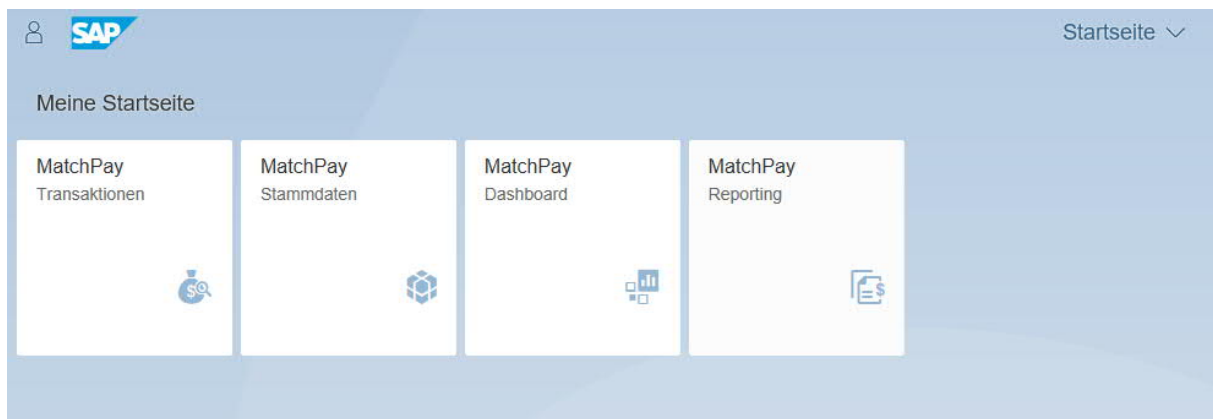 SAP
Startseite
Meine Startseite
MatchPay
Transaktionen
MatchPay
Stammdaten
MatchPay
Dashboard
MatchPay
Reporting